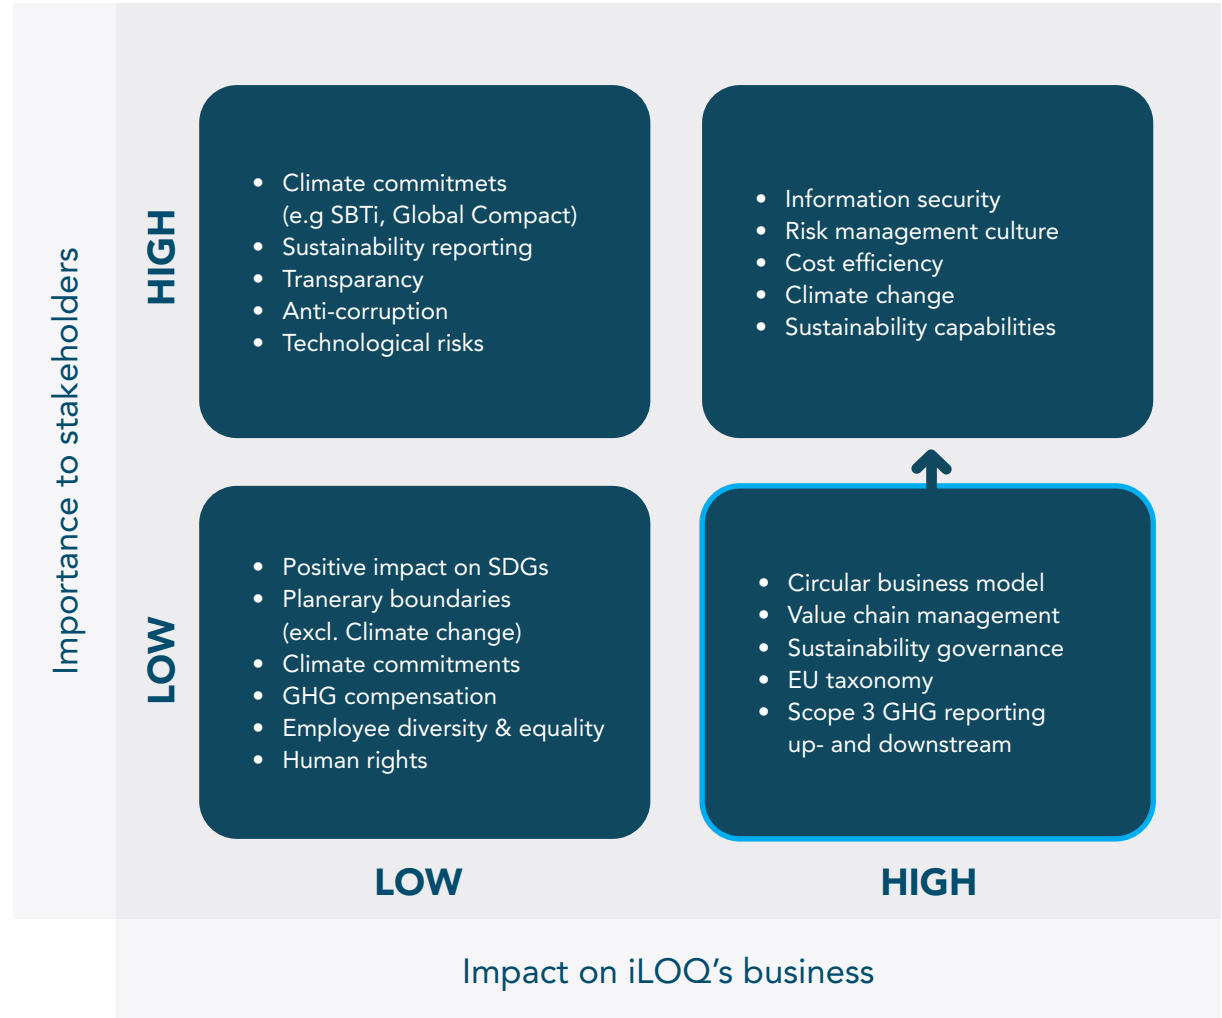 Importance to stakeholders
HIGH
• Climate commitmets
(e.g SBTi, Global Compact)
• Sustainability reporting
• Transparancy
• Anti-corruption
• Technological risks
• Information security
• Risk management culture
• Cost efficiency
• Climate change
• Sustainability capabilities
LOW
• Positive impact on SDGs
• Planerary boundaries
(excl. Climate change)
• Climate commitments
• GHG compensation
• Employee diversity & equality
• Human rights
• Circular business model
• Value chain management
• Sustainability governance
• EU taxonomy
• Scope 3 GHG reporting
up- and downstream
LOW
HIGH
Impact on iLOQ’s business